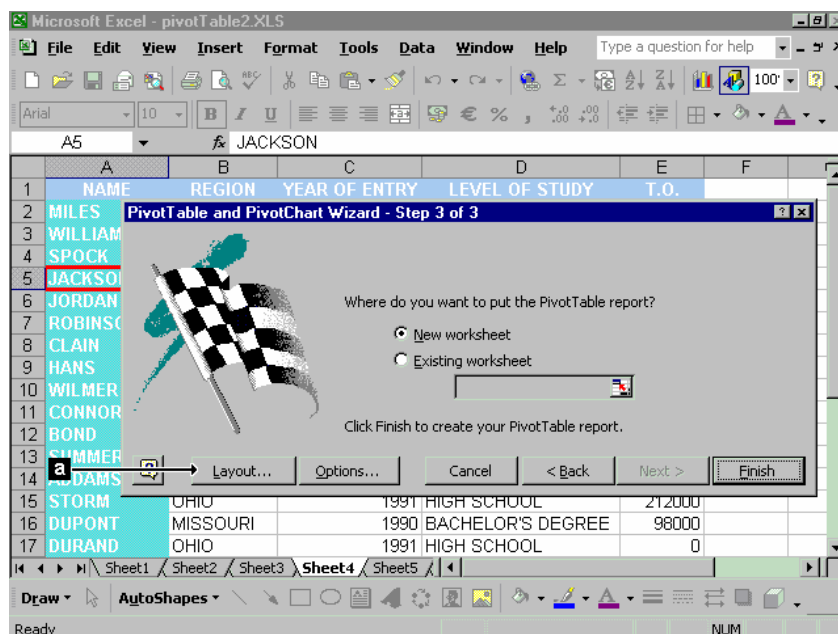 Microsoft Excel - pivotTable2.XLS
File Edit View Insert Format Tools Data Window Help Type a question for help
Σ 100%
Arial 10 B I U € % ,
A5 fx JACKSON
A B C D E F
1 NAME REGION YEAR OF ENTRY LEVEL OF STUDY T.O.
2 MILES
3 WILLIAM
4 SPOCK
5 JACKSO
6 JORDAN
7 ROBINSO
8 CLAIN
9 HANS
10 WILMER
11 CONNOR
12 BOND
13 SUMMER
14 ADDAMS
PivotTable and PivotChart Wizard - Step 3 of 3
Where do you want to put the PivotTable report?
New worksheet
Existing worksheet
Click Finish to create your PivotTable report.
a
Layout... Options... Cancel < Back Next > Finish
15 STORM OHIO 1991 HIGH SCHOOL 212000
16 DUPONT MISSOURI 1990 BACHELOR'S DEGREE 98000
17 DURAND OHIO 1991 HIGH SCHOOL 0
Sheet1 Sheet2 Sheet3 Sheet4 Sheet5
Draw AutoShapes A
Ready NUM